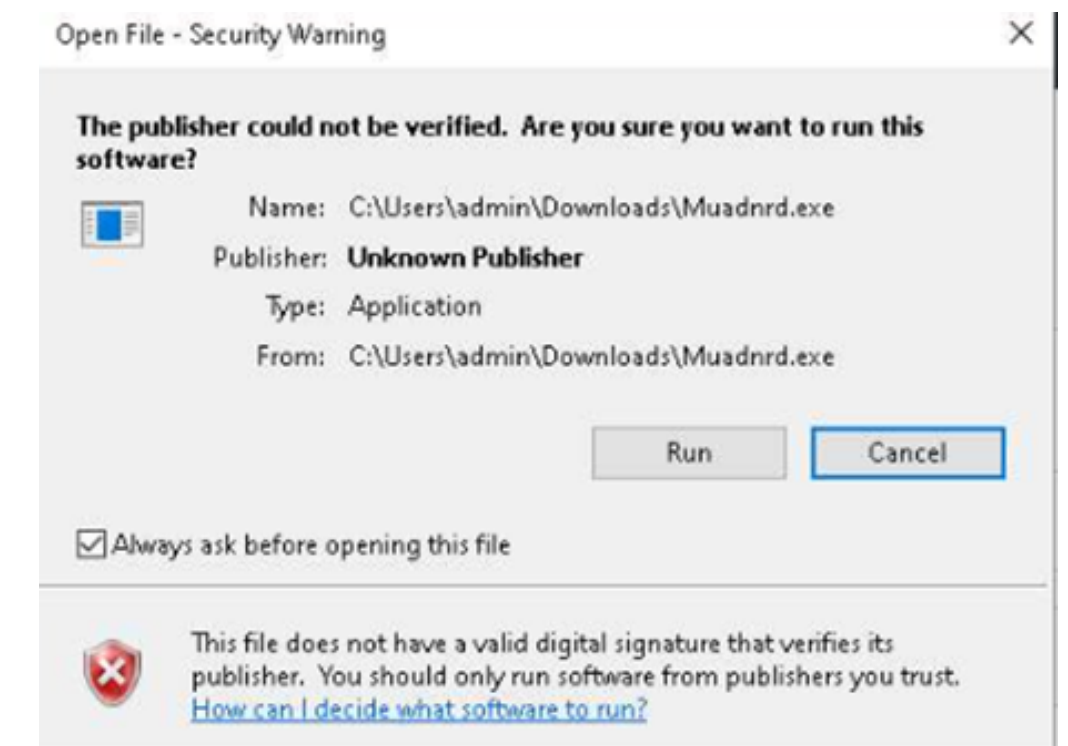 Open File - Security Warning
The publisher could not be verified. Are you sure you want to run this
software?
Name: C:\Users\admin\Downloads\Muadnrd.exe
Publisher: Unknown Publisher
Type: Application
From: C:\Users\admin\Downloads\Muadnrd.exe
Run Cancel
Always ask before opening this file
This file does not have a valid digital signature that verifies its
publisher. You should only run software from publishers you trust.
How can I decide what software to run?